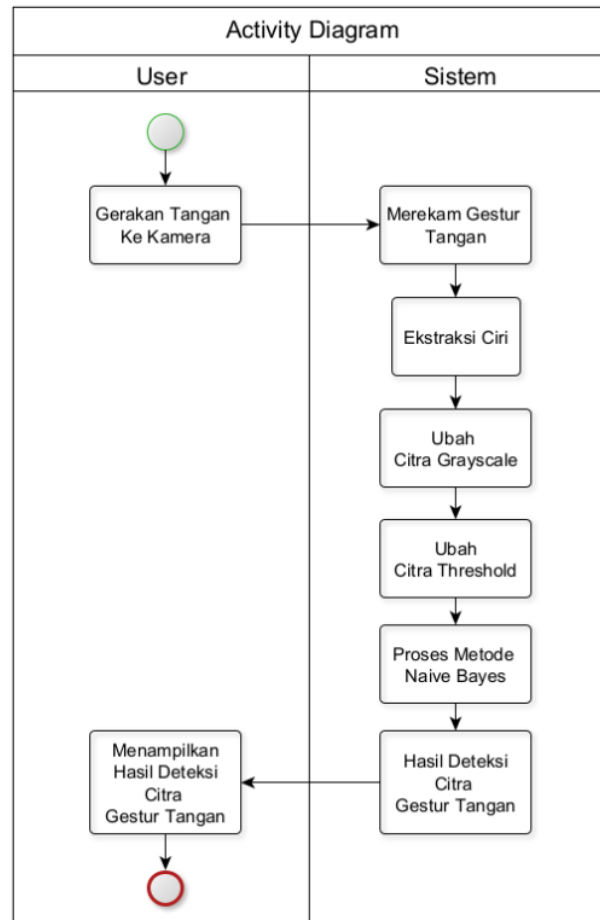 Activity Diagram
User
Sistem
Gerakan Tangan
Ke Kamera
Merekam Gestur
Tangan
Ekstraksi Ciri
Ubah
Citra Grayscale
Ubah
Citra Threshold
Proses Metode
Naive Bayes
Hasil Deteksi
Citra
Gestur Tangan
Menampilkan
Hasil Deteksi
Citra
Gestur Tangan